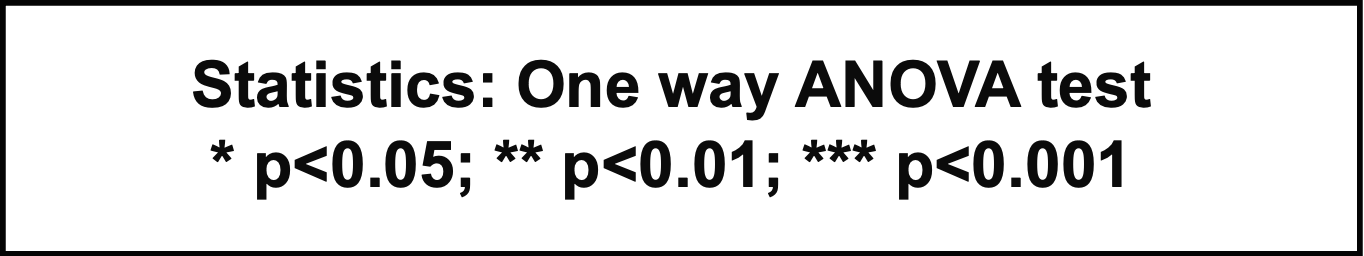 Statistics: One way ANOVA test
* p<0.05; ** p<0.01; *** p<0.001